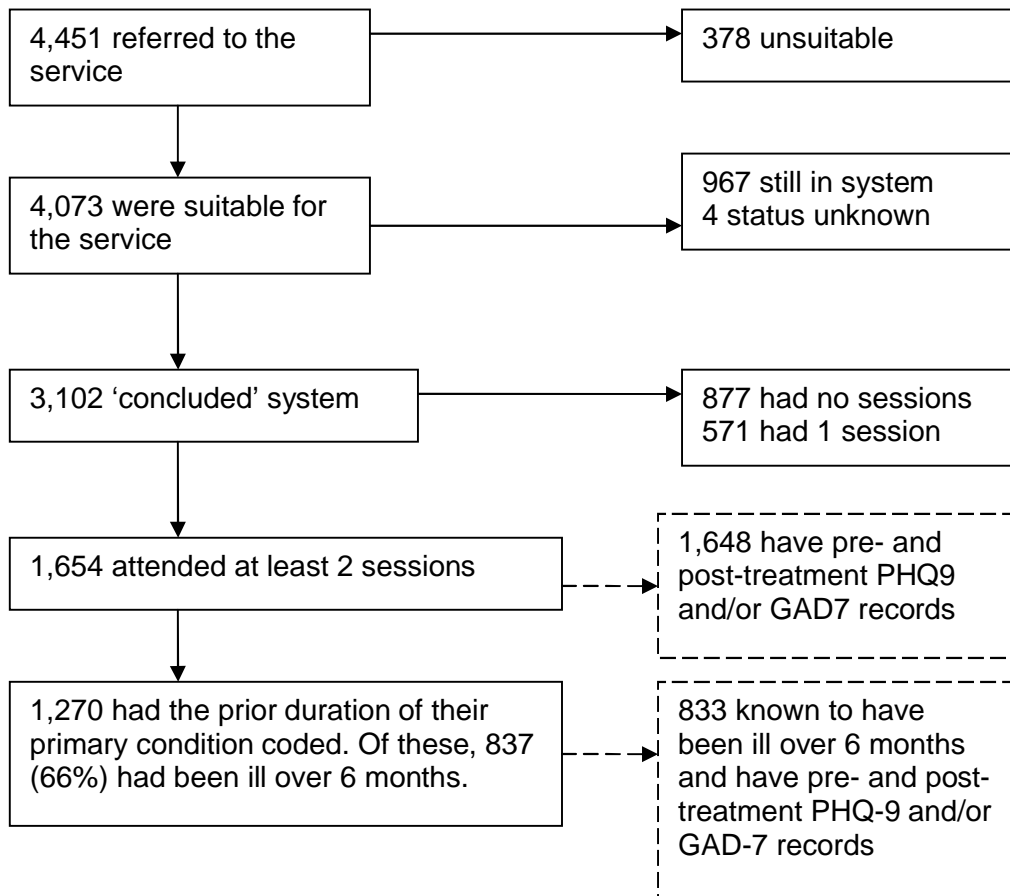 4,451 referred to the
service
378 unsuitable
4,073 were suitable for
the service
967 still in system
4 status unknown
3,102 ‘concluded’ system
877 had no sessions
571 had 1 session
1,654 attended at least 2 sessions
1,648 have pre- and
post-treatment PHQ9
and/or GAD7 records
1,270 had the prior duration of their
primary condition coded. Of these, 837
(66%) had been ill over 6 months.
833 known to have
been ill over 6 months
and have pre- and post-
treatment PHQ-9 and/or
GAD-7 records